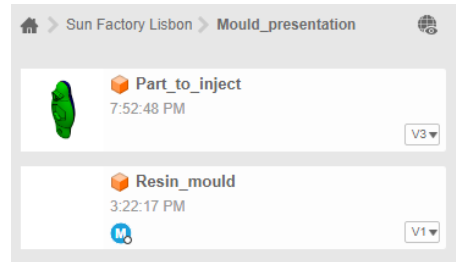 Sun Factory Lisbon > Mould_presentation
Part_to_inject
7:52:48 PM
V3
Resin_mould
3:22:17 PM
M
V1